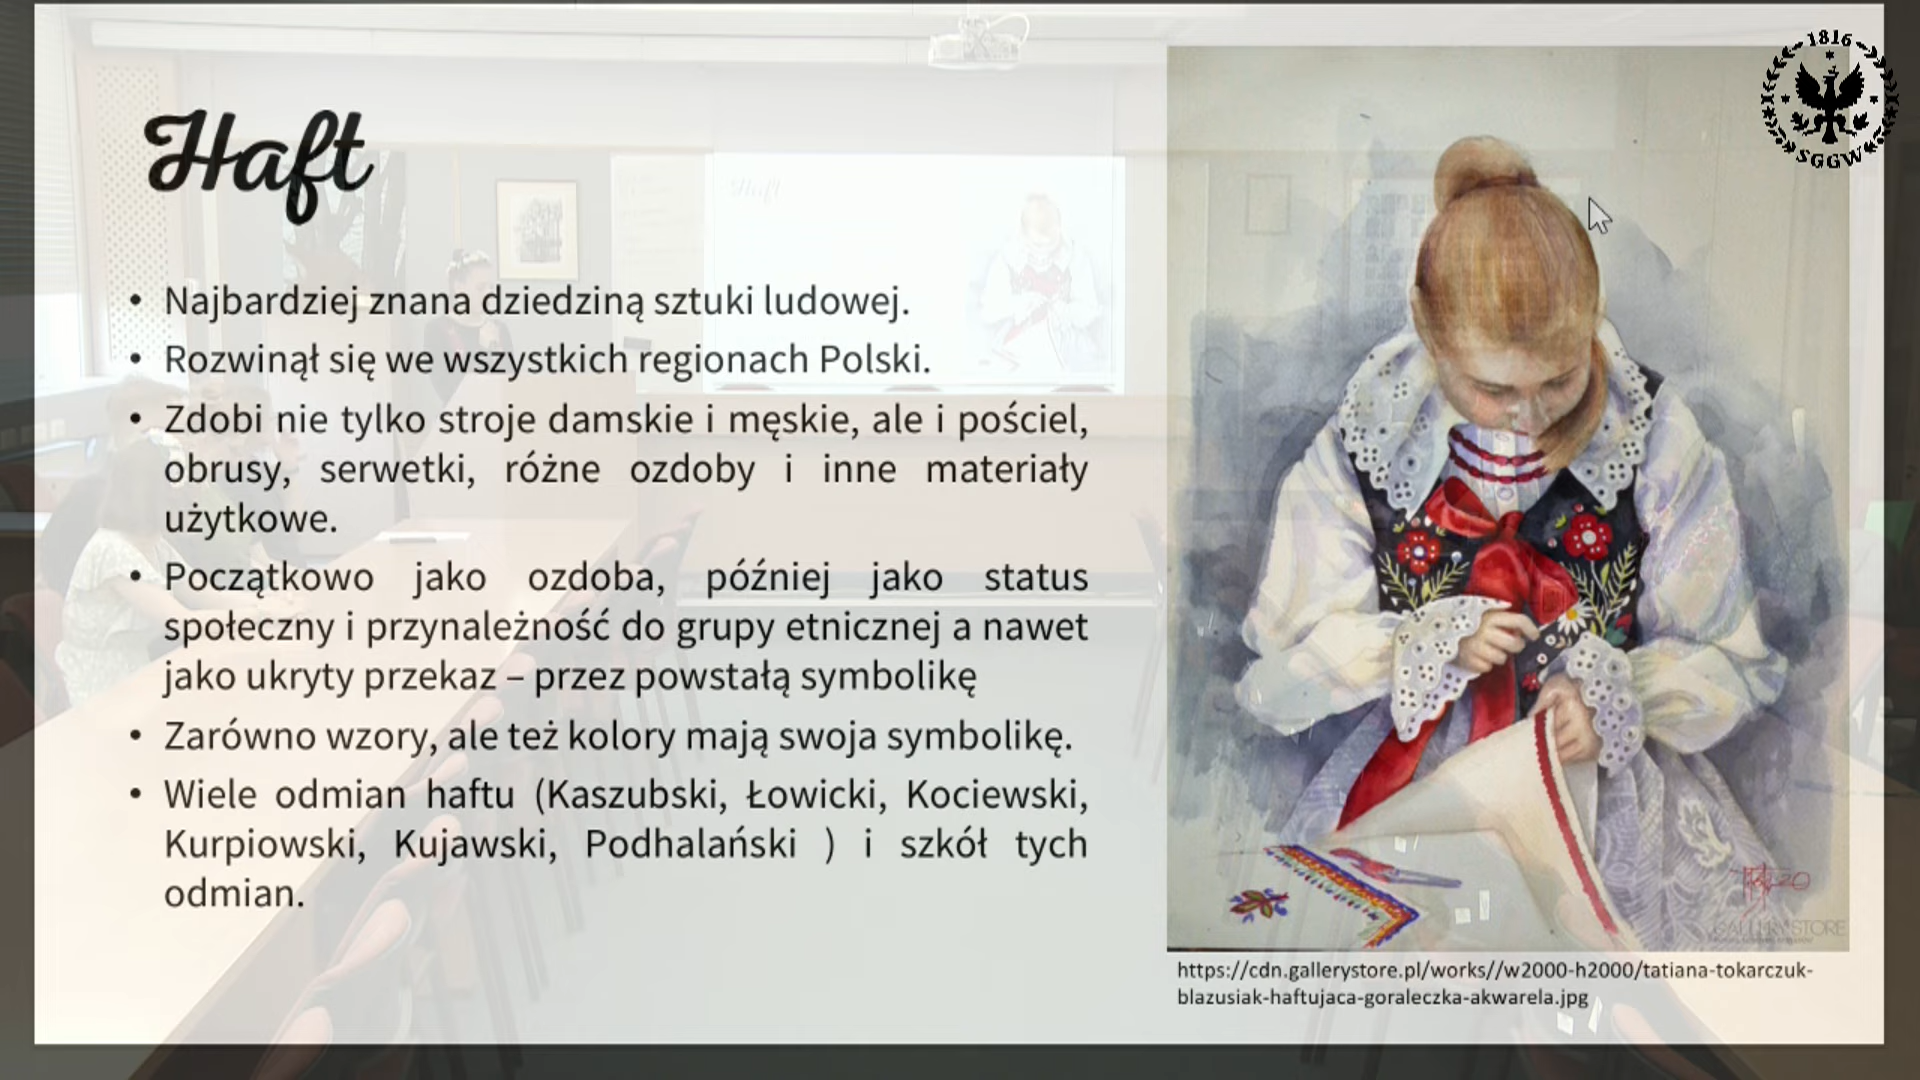 Haft
• Najbardziej znana dziedziną sztuki ludowej.
• Rozwinął się we wszystkich regionach Polski.
• Zdobi nie tylko stroje damskie i męskie, ale i pościel,
obrusy, serwetki, różne ozdoby i inne materiały
użytkowe.
• Początkowo jako ozdoba, później jako status
społeczny i przynależność do grupy etnicznej a nawet
jako ukryty przekaz – przez powstałą symbolikę
• Zarówno wzory, ale też kolory mają swoja symbolikę.
• Wiele odmian haftu (Kaszubski, Łowicki, Kociewski,
Kurpiowski, Kujawski, Podhalański ) i szkół tych
odmian.
1816
SGGW
GALLERYSTORE
https://cdn.gallerystore.pl/works//w2000-h2000/tatiana-tokarczuk-
blazusiak-haftujaca-goraleczka-akwarela.jpg